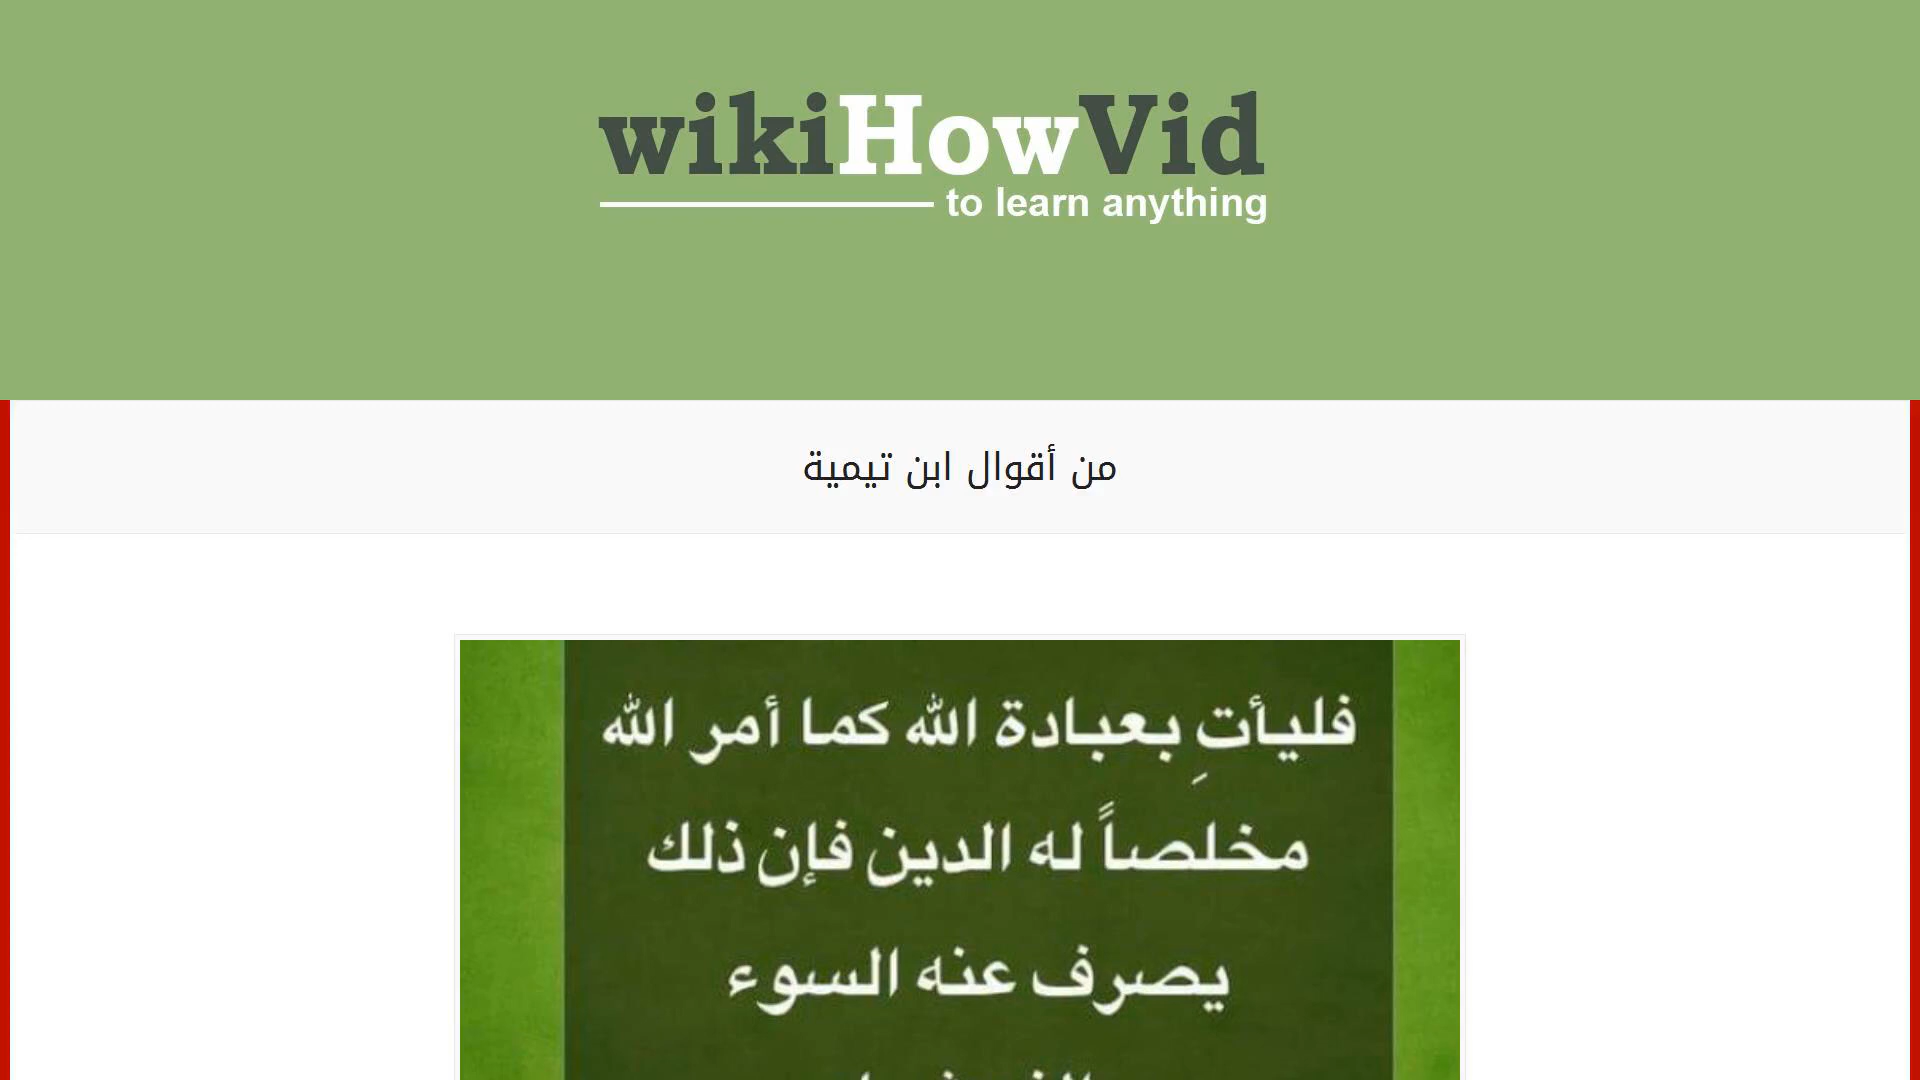 wikiHowVid
to learn anything
من أقوال ابن تيمية
فليأتِ بعبادة الله كما أمر الله
مخلصاً له الدين فإن ذلك
يصرف عنه السوء